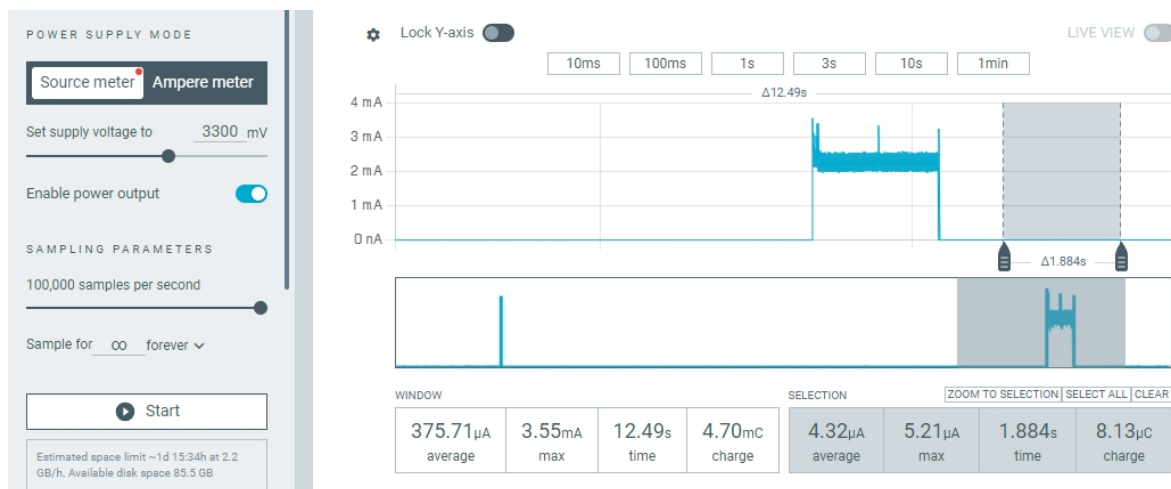 POWER SUPPLY MODE
Source meter Ampere meter
Set supply voltage to 3300 mV
Enable power output
SAMPLING PARAMETERS
100,000 samples per second
Sample for ∞ forever
Start
Estimated space limit ~1d 15:34h at 2.2
GB/h. Available disk space 85.5 GB
Lock Y-axis LIVE VIEW
10ms 100ms 1s 3s 10s 1min
Δ12.49s
4 mA
3 mA
2 mA
1 mA
0 nA
Δ1.884s
WINDOW
375.71μA 3.55mA 12.49s 4.70mC
average max time charge
SELECTION ZOOM TO SELECTION SELECT ALL CLEAR
4.32μA 5.21μA 1.884s 8.13μC
average max time charge